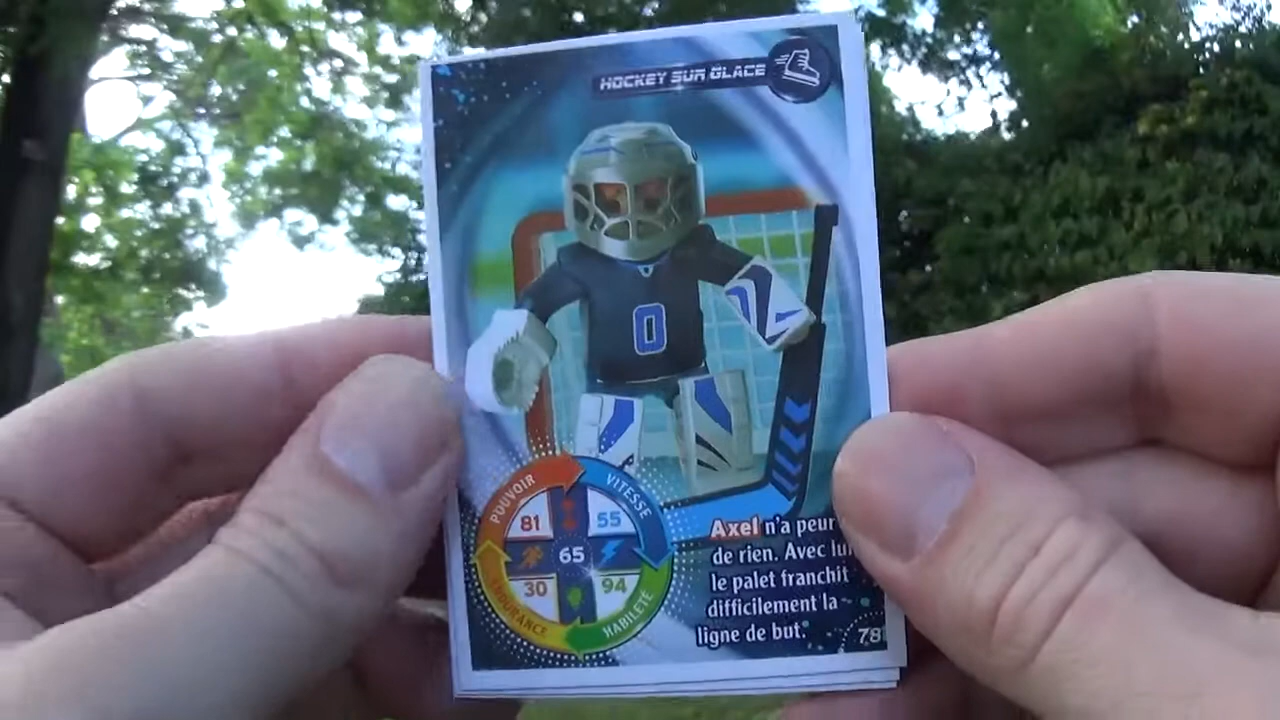 HOCKEY SUR GLACE
0
POUVOIR
VITESSE
81
55
65
30
94
ENDURANCE
HABILETÉ
Axel n'a peur
de rien. Avec
le palet franchit
difficilement la
ligne de but.
78